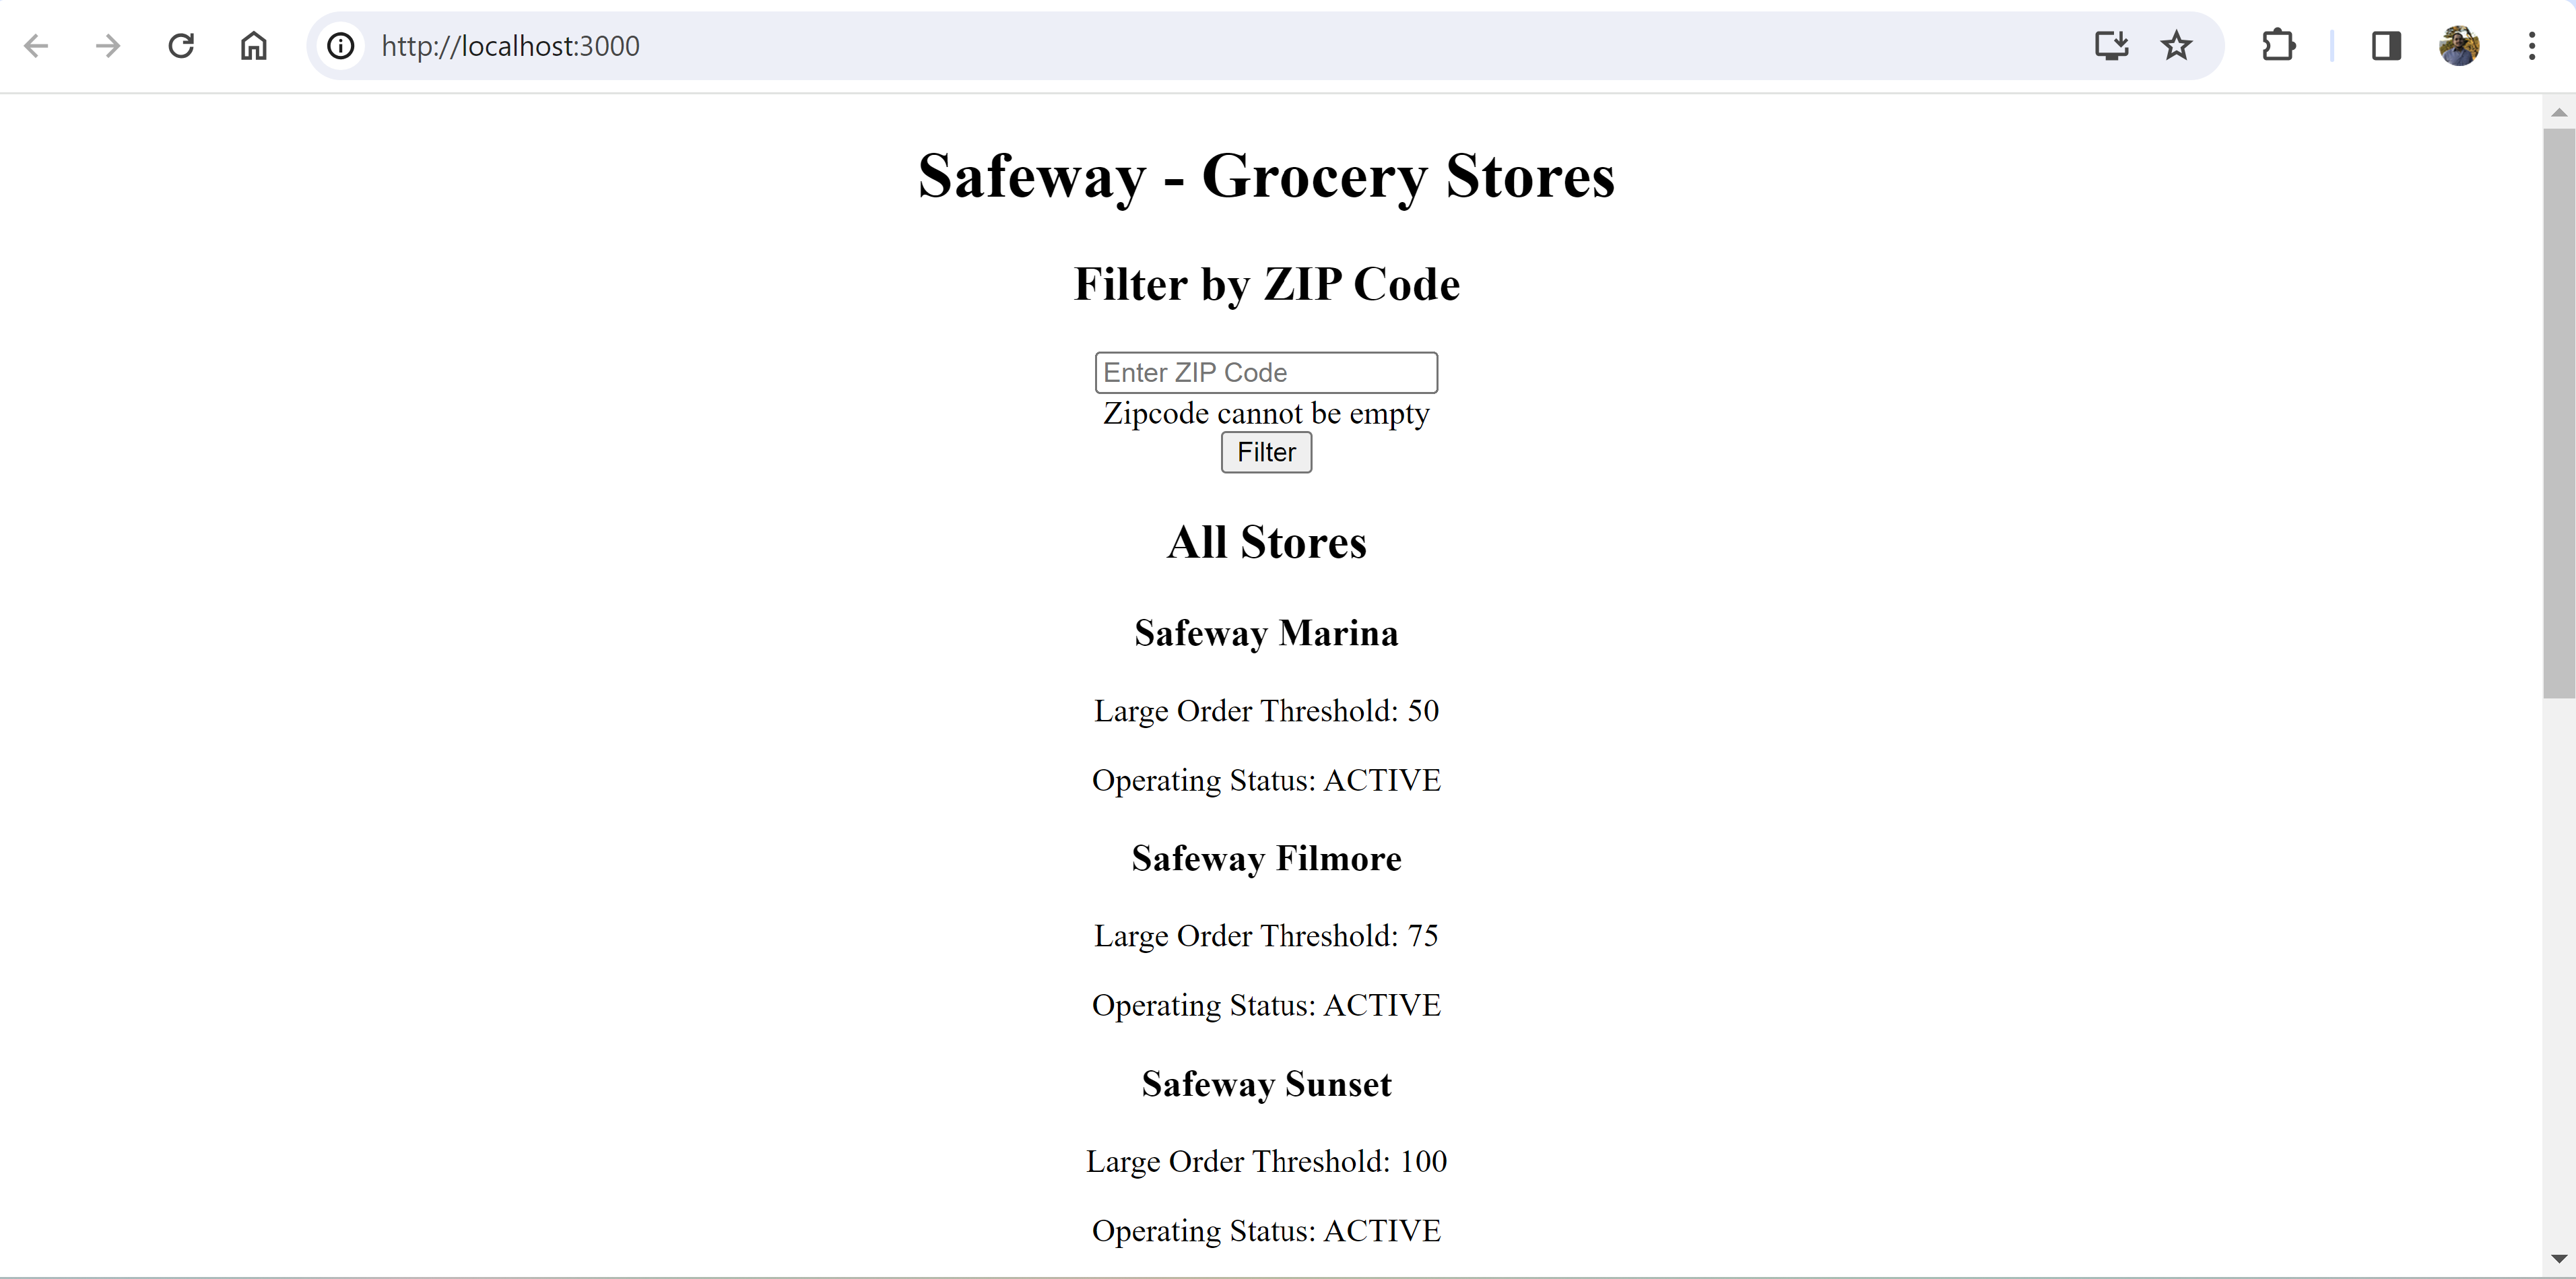 http://localhost:3000
Safeway - Grocery Stores
Filter by ZIP Code
Enter ZIP Code
Zipcode cannot be empty
Filter
All Stores
Safeway Marina
Large Order Threshold: 50
Operating Status: ACTIVE
Safeway Filmore
Large Order Threshold: 75
Operating Status: ACTIVE
Safeway Sunset
Large Order Threshold: 100
Operating Status: ACTIVE